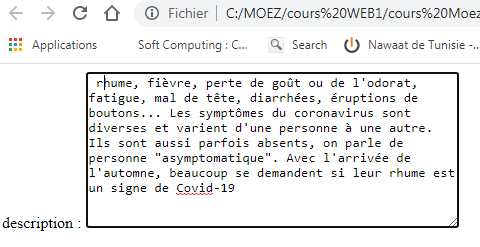 Fichier C:/MOEZ/cours%20WEB1/cours%20Moez
Applications Soft Computing : C... Search Nawaat de Tunisie -...
rhume, fièvre, perte de goût ou de l'odorat,
fatigue, mal de tête, diarrhées, éruptions de
boutons... Les symptômes du coronavirus sont
diverses et varient d'une personne à une autre.
Ils sont aussi parfois absents, on parle de
personne "asymptomatique". Avec l'arrivée de
l'automne, beaucoup se demandent si leur rhume est
un signe de Covid-19
description :